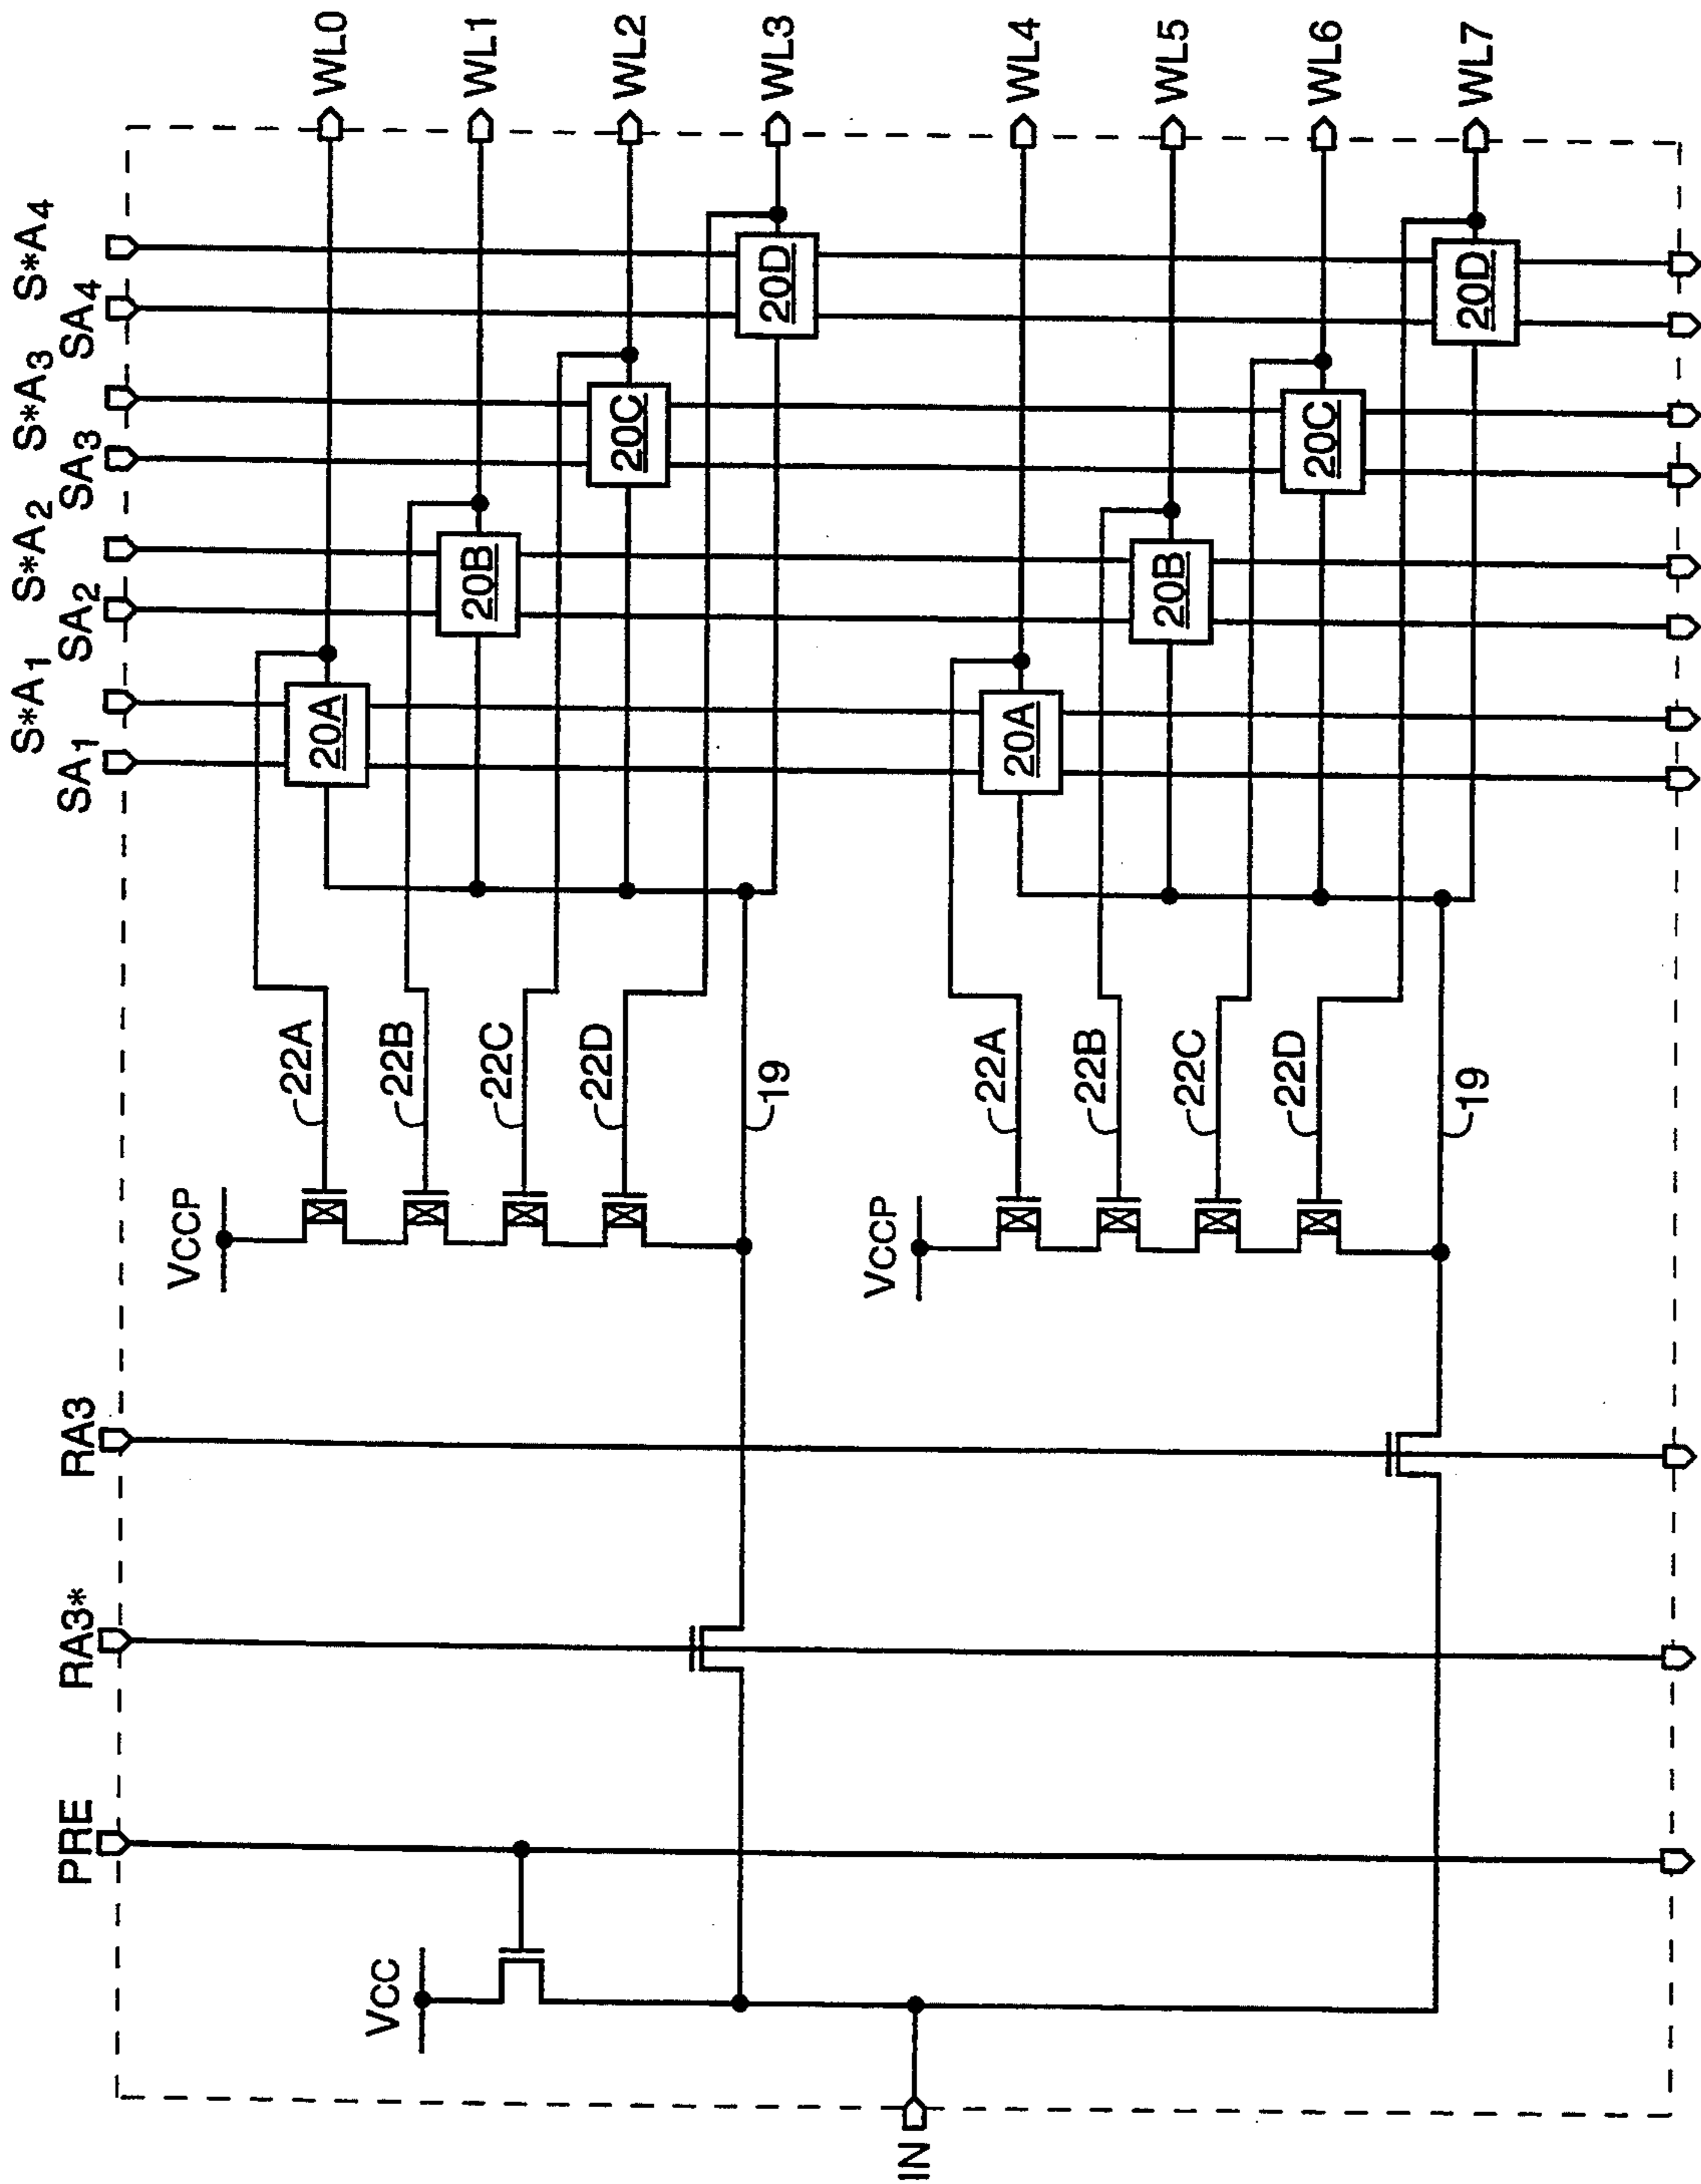 SA1
S*A1
SA2
S*A2
SA3
S*A3
SA4
S*A4
WL0
WL1
WL2
WL3
WL4
WL5
WL6
WL7
20A
20B
20C
20D
20A
20B
20C
20D
22A
22B
22C
22D
19
22A
22B
22C
22D
19
VCCP
VCCP
RA3
RA3*
PRE
VCC
IN